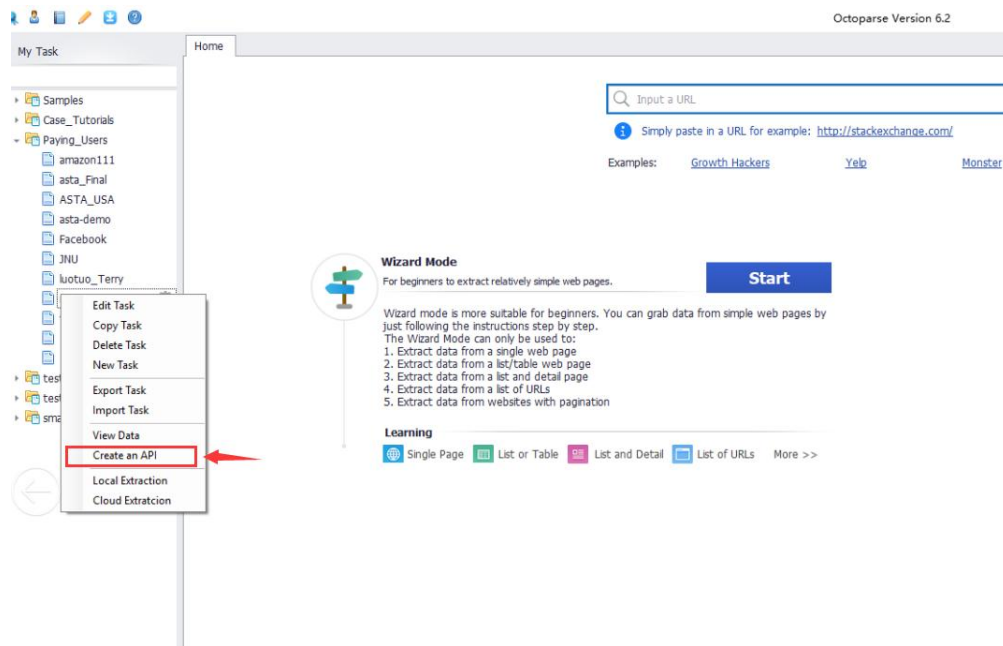 Octoparse Version 6.2
My Task
Home
Samples
Case_Tutorials
Paying_Users
amazon111
asta_Final
ASTA_USA
asta-demo
Facebook
JNU
luotuo_Terry
Edit Task
Copy Task
Delete Task
New Task
Export Task
Import Task
View Data
Create an API
Local Extraction
Cloud Extratcion
Input a URL
Simply paste in a URL for example: http://stackexchange.com/
Examples: Growth Hackers Yelp Monster
Wizard Mode
For beginners to extract relatively simple web pages.
Start
Wizard mode is more suitable for beginners. You can grab data from simple web pages by
just following the instructions step by step.
The Wizard Mode can only be used to:
1. Extract data from a single web page
2. Extract data from a list/table web page
3. Extract data from a list and detail page
4. Extract data from a list of URLs
5. Extract data from websites with pagination
Learning
Single Page List or Table List and Detail List of URLs More >>